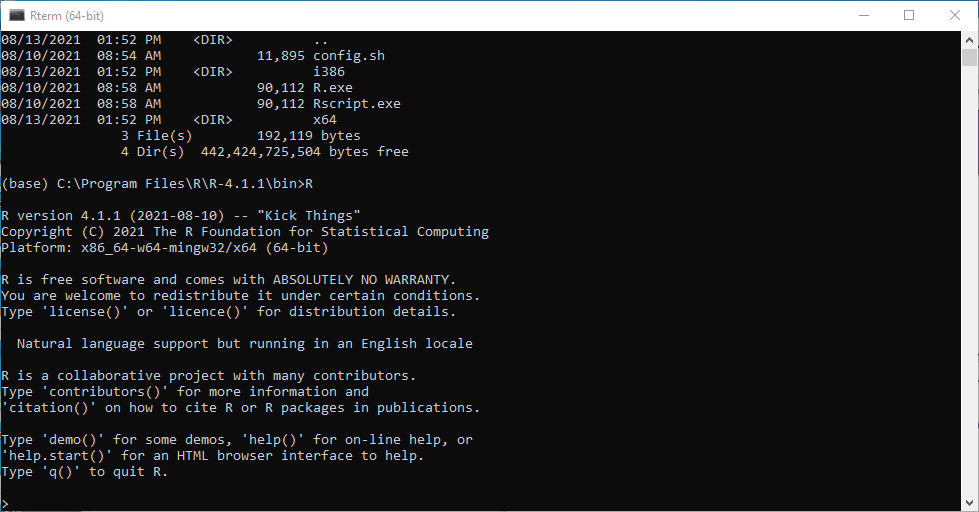 Rterm (64-bit)
08/13/2021  01:52 PM    <DIR>          ..
08/10/2021  08:54 AM            11,895 config.sh
08/13/2021  01:52 PM    <DIR>          i386
08/10/2021  08:58 AM            90,112 R.exe
08/10/2021  08:58 AM            90,112 Rscript.exe
08/13/2021  01:52 PM    <DIR>          x64
               3 File(s)        192,119 bytes
               4 Dir(s)  442,424,725,504 bytes free
(base) C:\Program Files\R\R-4.1.1\bin>R
R version 4.1.1 (2021-08-10) -- "Kick Things"
Copyright (C) 2021 The R Foundation for Statistical Computing
Platform: x86_64-w64-mingw32/x64 (64-bit)
R is free software and comes with ABSOLUTELY NO WARRANTY.
You are welcome to redistribute it under certain conditions.
Type 'license()' or 'licence()' for distribution details.
  Natural language support but running in an English locale
R is a collaborative project with many contributors.
Type 'contributors()' for more information and
'citation()' on how to cite R or R packages in publications.
Type 'demo()' for some demos, 'help()' for on-line help, or
'help.start()' for an HTML browser interface to help.
Type 'q()' to quit R.
>